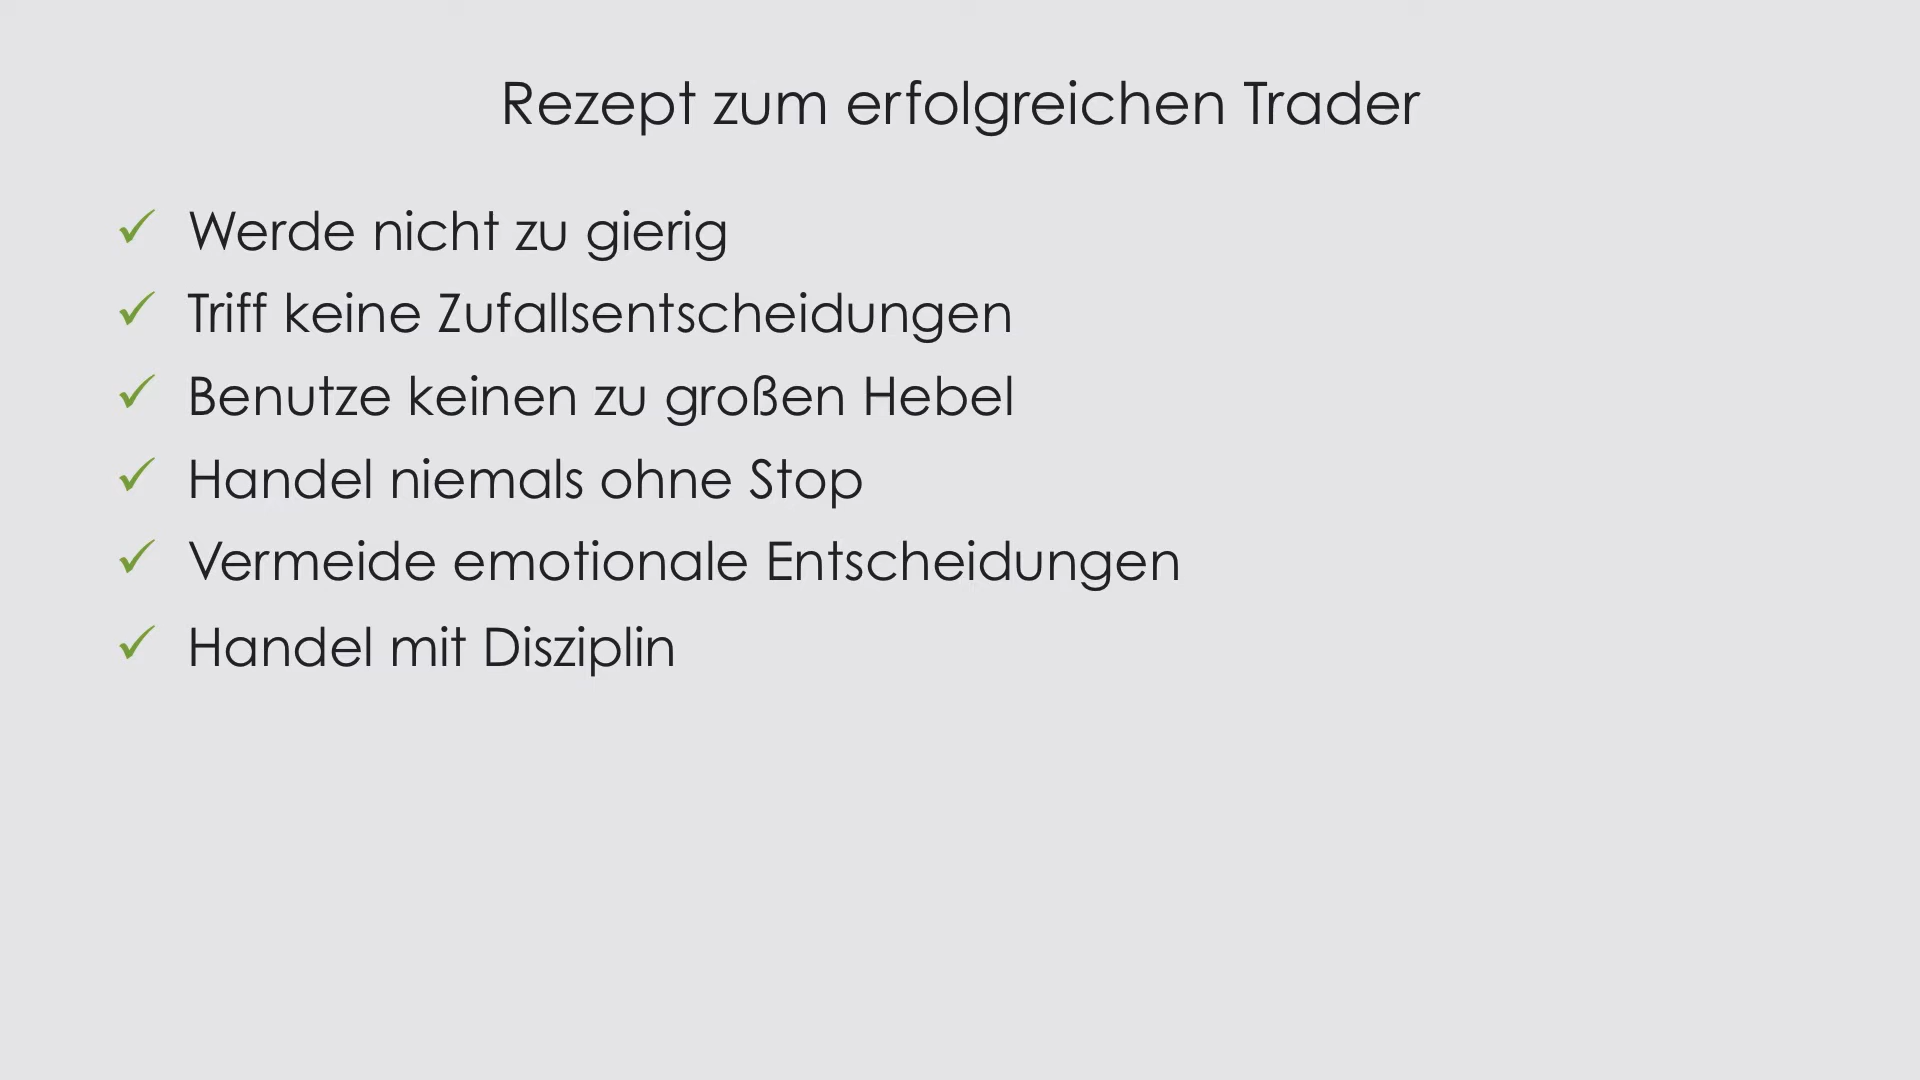 Rezept zum erfolgreichen Trader
✓ Werde nicht zu gierig
✓ Triff keine Zufallsentscheidungen
✓ Benutze keinen zu großen Hebel
✓ Handel niemals ohne Stop
✓ Vermeide emotionale Entscheidungen
✓ Handel mit Disziplin